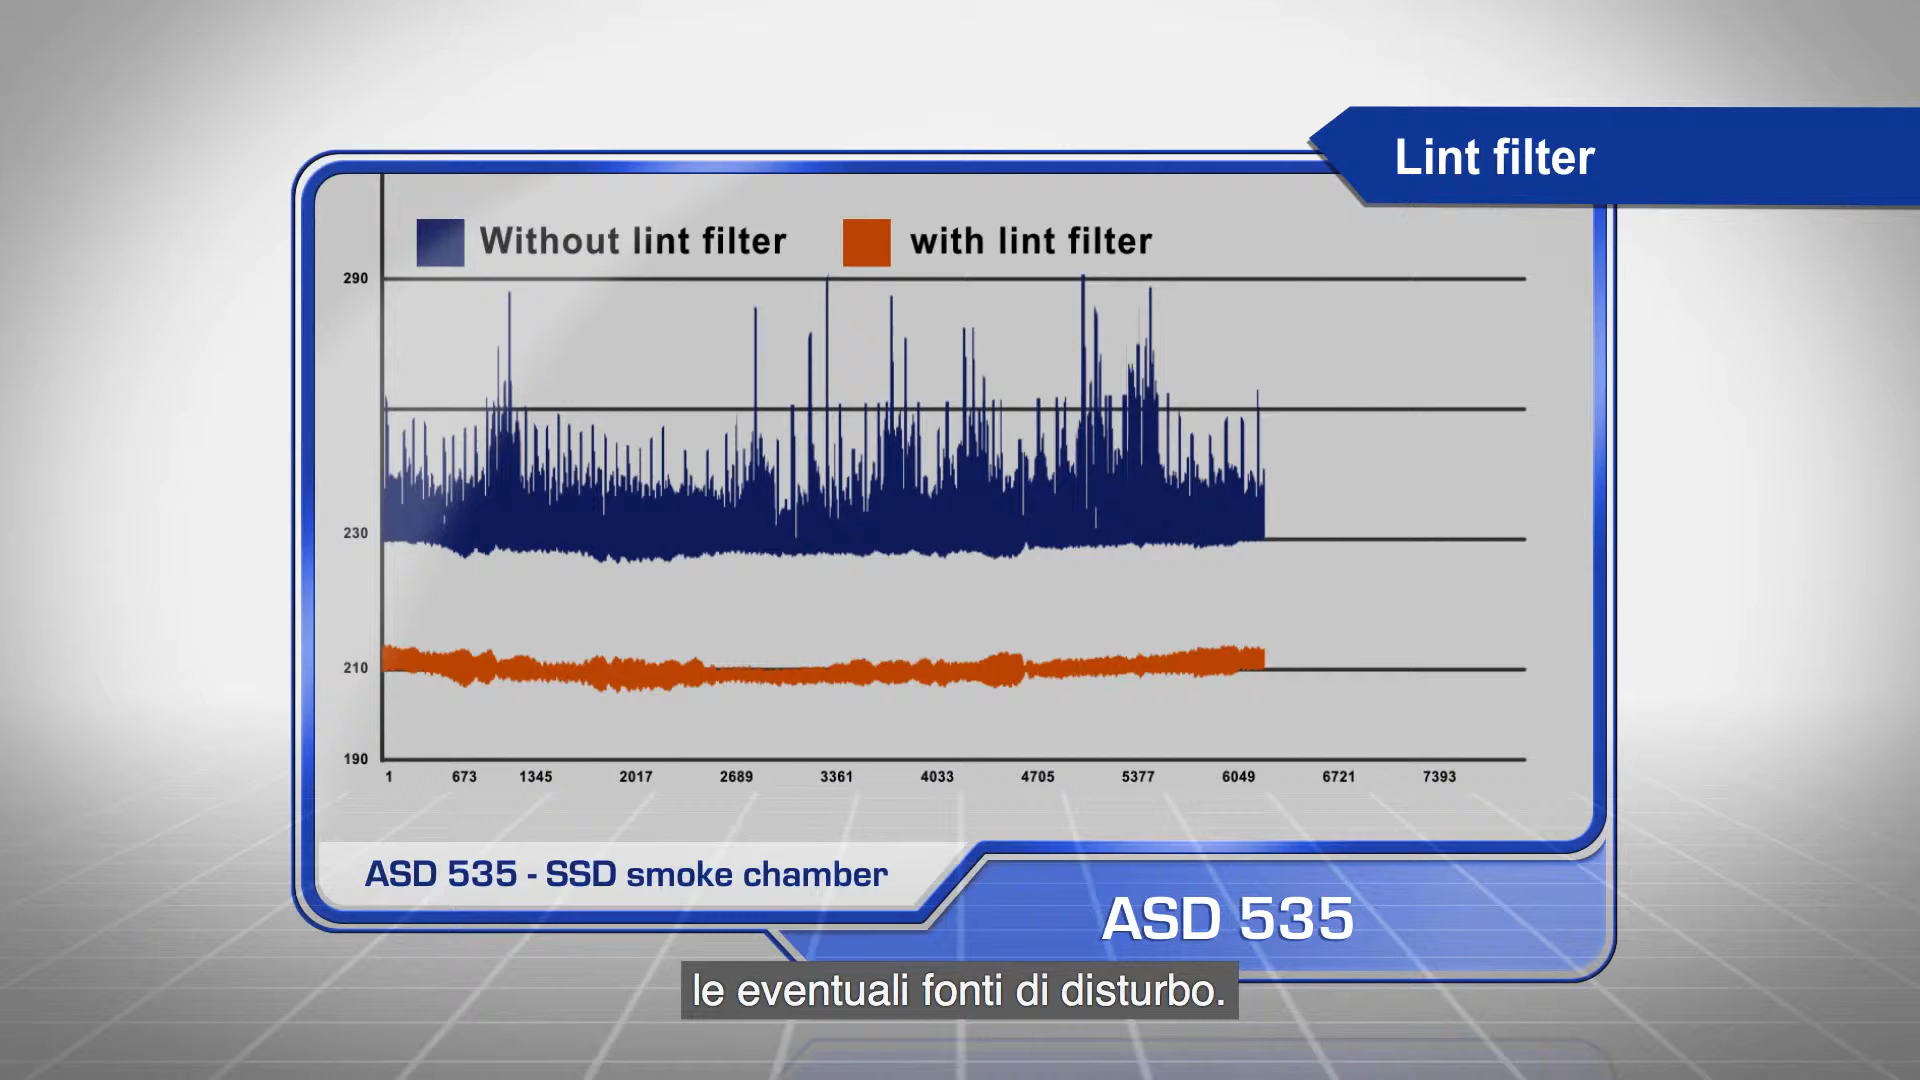 Lint filter
Without lint filter
with lint filter
290
230
210
190
1 673 1345 2017 2689 3361 4033 4705 5377 6049 6721 7393
ASD 535 - SSD smoke chamber
ASD 535
le eventuali fonti di disturbo.